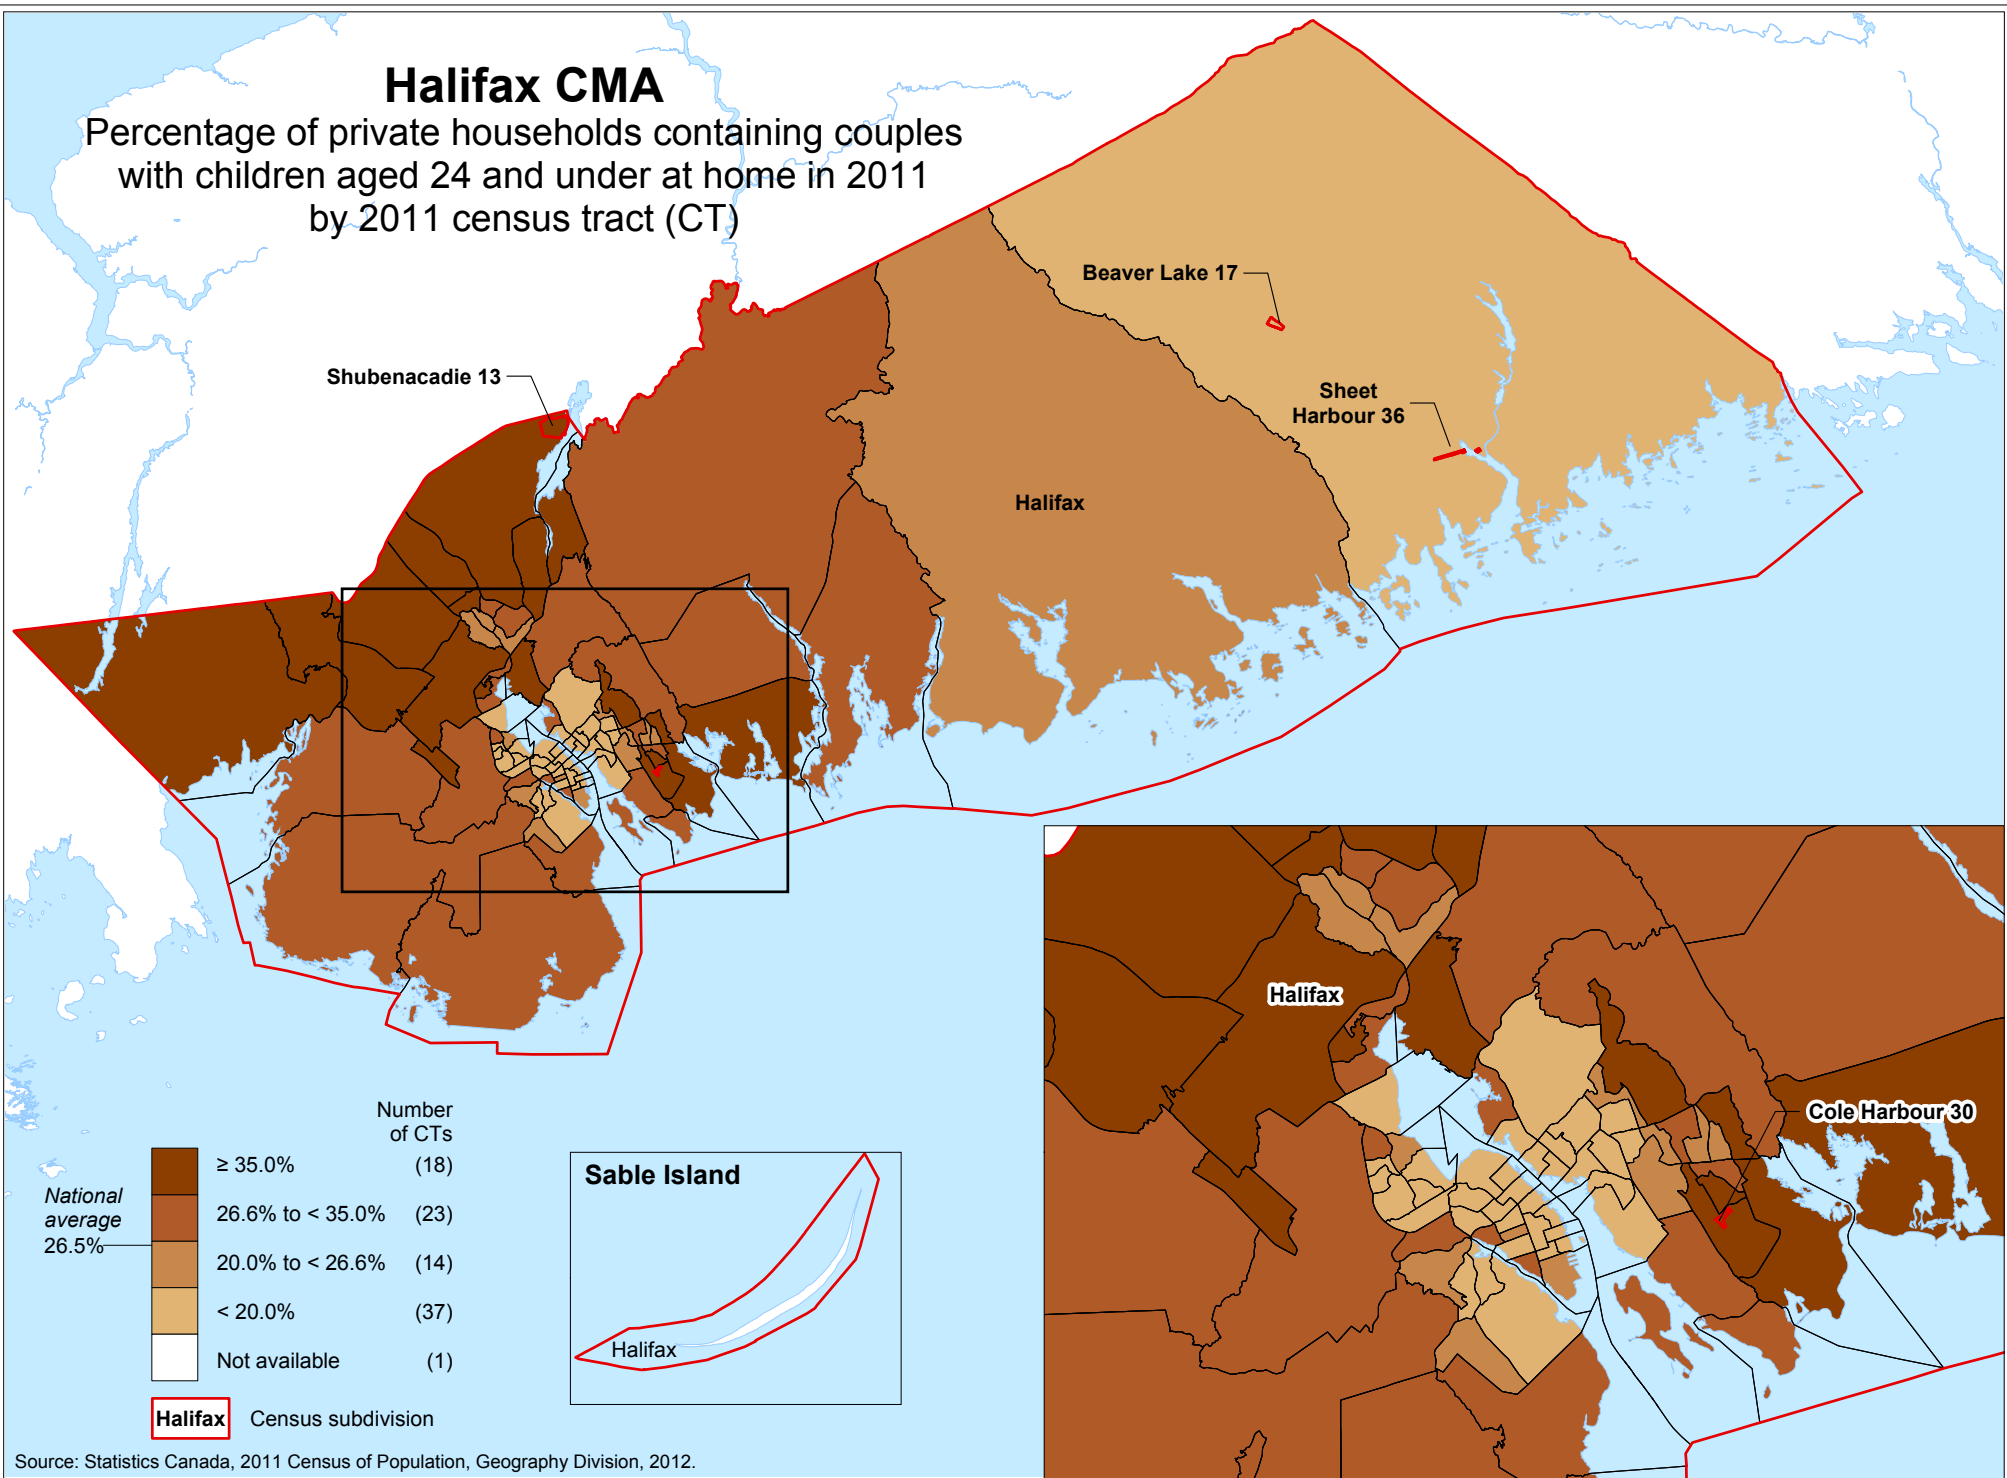 Halifax CMA
Percentage of private households containing couples
with children aged 24 and under at home in 2011
by 2011 census tract (CT)
Beaver Lake 17
Shubenacadie 13
Sheet
Harbour 36
Halifax
Halifax
Cole Harbour 30
Number
of CTs
≥ 35.0% (18)
National
average
26.5%
26.6% to < 35.0% (23)
20.0% to < 26.6% (14)
< 20.0% (37)
Not available (1)
Halifax Census subdivision
Sable Island
Halifax
Source: Statistics Canada, 2011 Census of Population, Geography Division, 2012.